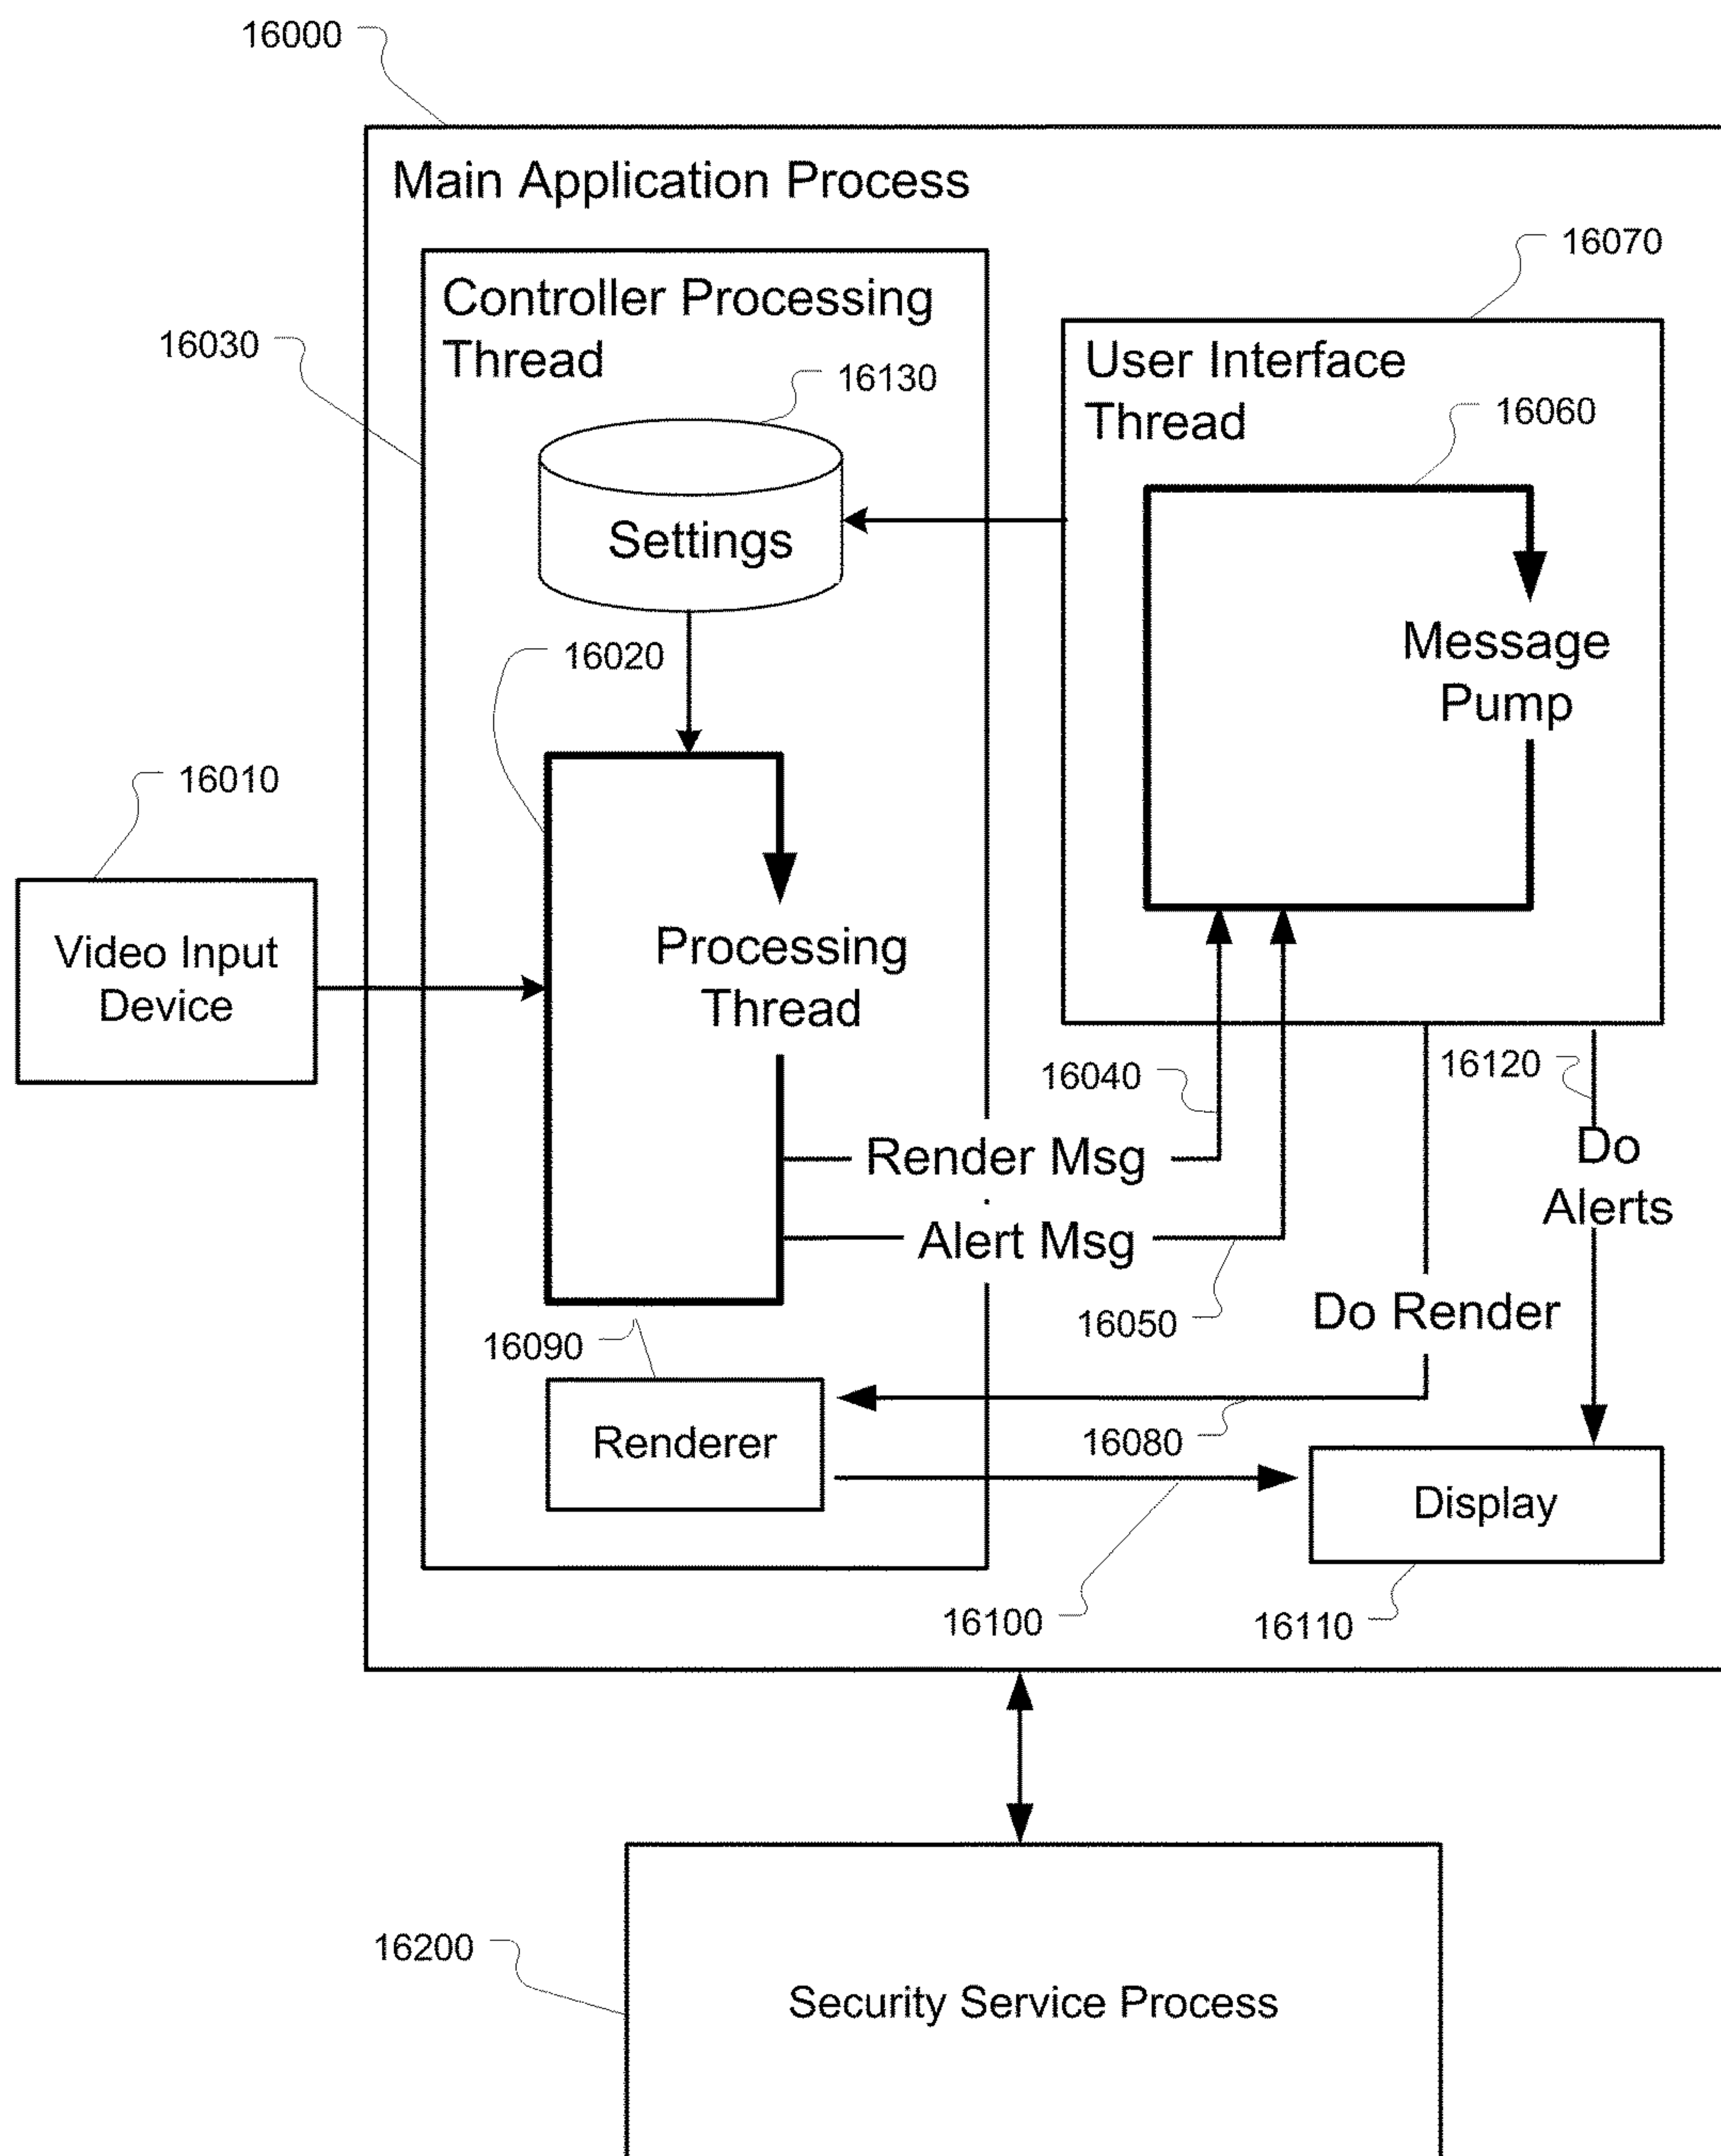 16000
Main Application Process
16070
Controller Processing
Thread
16030
16130
User Interface
Thread
16060
Settings
Message
Pump
16020
16010
Video Input
Device
Processing
Thread
16040
16120
Render Msg
Do
Alerts
Alert Msg
16050
Do Render
16090
Renderer
16080
Display
16100
16110
16200
Security Service Process